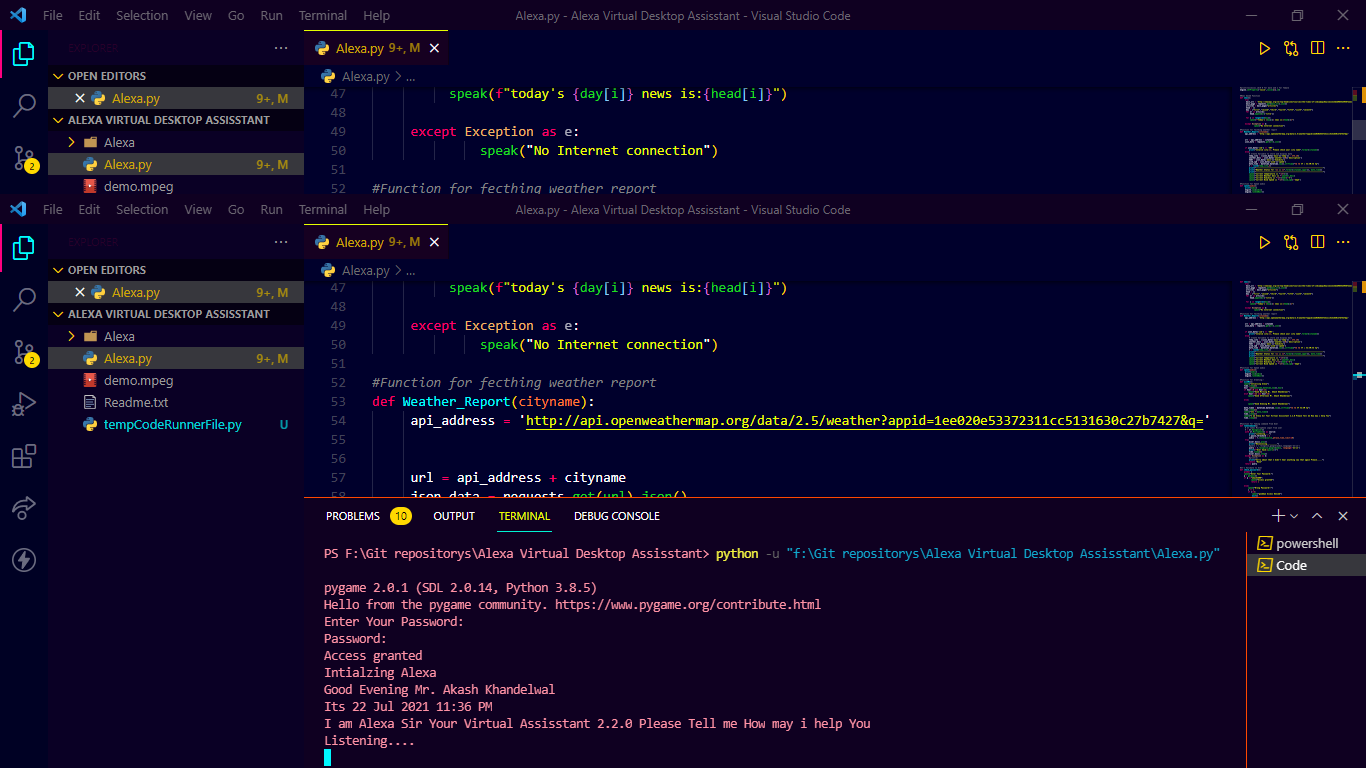 File Edit Selection View Go Run Terminal Help Alexa.py - Alexa Virtual Desktop Assisstant - Visual Studio Code
EXPLORER
Alexa.py 9+, M
OPEN EDITORS
Alexa.py > ...
Alexa.py 9+, M
47 speak(f"today's {day[i]} news is:{head[i]}")
ALEXA VIRTUAL DESKTOP ASSISSTANT
48
Alexa
49 except Exception as e:
Alexa.py 9+, M
50 speak("No Internet connection")
2
51
demo.mpeg
52 #Function for fecthing weather report
File Edit Selection View Go Run Terminal Help Alexa.py - Alexa Virtual Desktop Assisstant - Visual Studio Code
EXPLORER
Alexa.py 9+, M
OPEN EDITORS
Alexa.py > ...
Alexa.py 9+, M
47 speak(f"today's {day[i]} news is:{head[i]}")
ALEXA VIRTUAL DESKTOP ASSISSTANT
48
Alexa
49 except Exception as e:
Alexa.py 9+, M
50 speak("No Internet connection")
2
51
demo.mpeg
52 #Function for fecthing weather report
Readme.txt
53 def Weather_Report(cityname):
tempCodeRunnerFile.py U
54 api_address = 'http://api.openweathermap.org/data/2.5/weather?appid=1ee020e53372311cc5131630c27b7427&q='
55
56
57 url = api_address + cityname
58 json_data = requests.get(url).json()
PROBLEMS 10 OUTPUT TERMINAL DEBUG CONSOLE
powershell
Code
PS F:\Git repositorys\Alexa Virtual Desktop Assisstant> python -u "f:\Git repositorys\Alexa Virtual Desktop Assisstant\Alexa.py"
pygame 2.0.1 (SDL 2.0.14, Python 3.8.5)
Hello from the pygame community. https://www.pygame.org/contribute.html
Enter Your Password:
Password:
Access granted
Intialzing Alexa
Good Evening Mr. Akash Khandelwal
Its 22 Jul 2021 11:36 PM
I am Alexa Sir Your Virtual Assisstant 2.2.0 Please Tell me How may i help You
Listening....